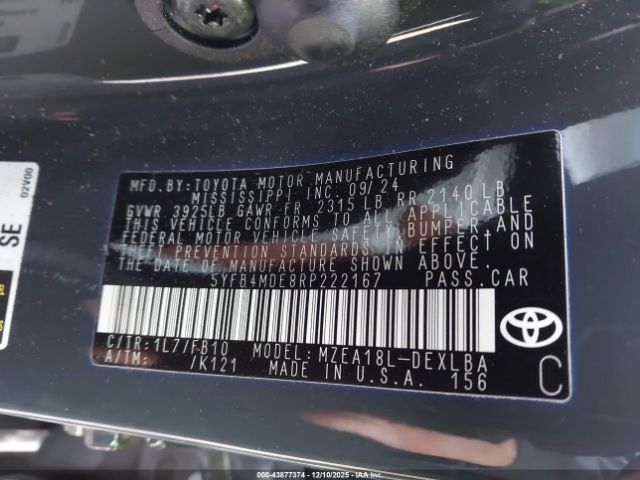 MFD.BY:TOYOTA MOTOR MANUFACTURING
MISSISSIPPI INC. 09/24
GVWR 3925LB GAWR-FR 2315 LB RR 2140 LB
THIS VEHICLE CONFORMS TO ALL APPLICABLE
FEDERAL MOTOR VEHICLE SAFETY,BUMPER,AND
THEFT PREVENTION STANDARDS IN EFFECT ON
THE DATE OF MANUFACTURE SHOWN ABOVE.
5YFB4MDE8RP222167 PASS.CAR
C/TR:1L7/FB10 MODEL:MZEA18L-DEXLBA
A/TM: /K121 MADE IN U.S.A. 156
C
02V00
SE
000-43877374 - 12/10/2025 - IAAI.COM